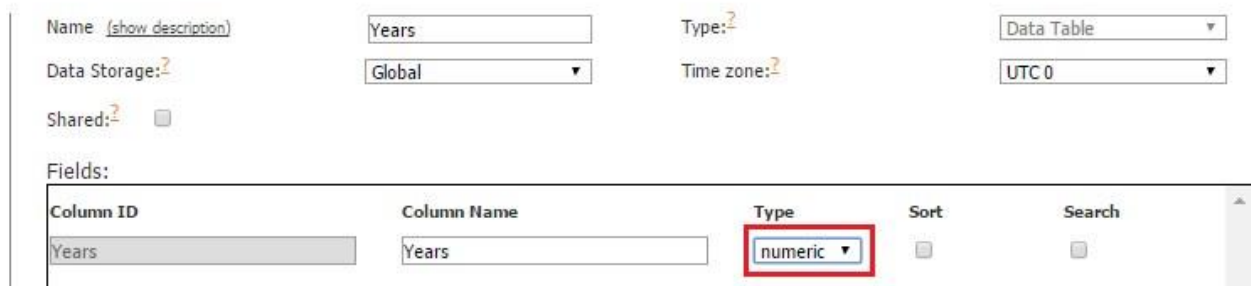 Name (show description) Years Type:? Data Table
Data Storage:? Global Time zone:? UTC 0
Shared:?
Fields:
Column ID Column Name Type Sort Search
Years Years numeric